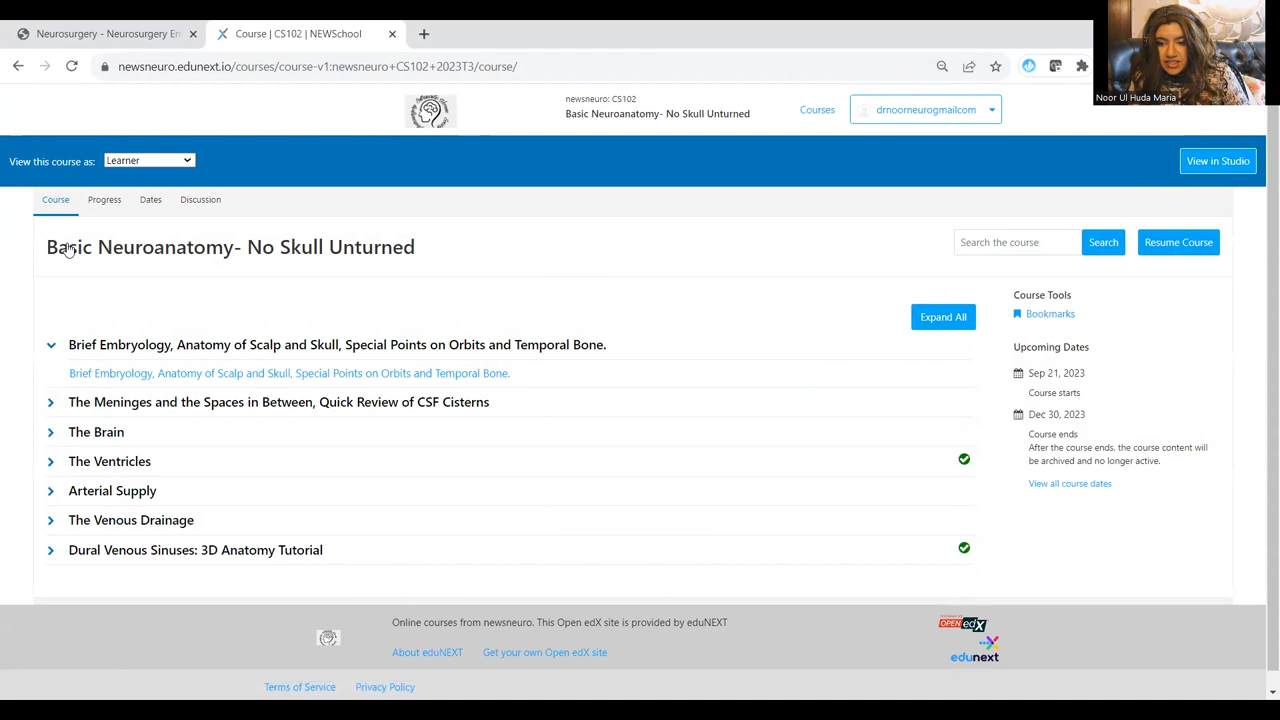 Neurosurgery - Neurosurgery En
Course | CS102 | NEWSchool
newsneuro.edunext.io/courses/course-v1:newsneuro+CS102+2023T3/course/
Noor Ul Huda Maria
newsneuro: CS102
Basic Neuroanatomy- No Skull Unturned
Courses
drnoorneurogmailcom
View this course as:
Learner
View in Studio
Course
Progress
Dates
Discussion
Basic Neuroanatomy- No Skull Unturned
Search the course
Search
Resume Course
Expand All
Brief Embryology, Anatomy of Scalp and Skull, Special Points on Orbits and Temporal Bone.
Brief Embryology, Anatomy of Scalp and Skull, Special Points on Orbits and Temporal Bone.
The Meninges and the Spaces in Between, Quick Review of CSF Cisterns
The Brain
The Ventricles
Arterial Supply
The Venous Drainage
Dural Venous Sinuses: 3D Anatomy Tutorial
Course Tools
Bookmarks
Upcoming Dates
Sep 21, 2023
Course starts
Dec 30, 2023
Course ends
After the course ends, the course content will
be archived and no longer active.
View all course dates
Online courses from newsneuro. This Open edX site is provided by eduNEXT
About eduNEXT
Get your own Open edX site
OPEN edX
edunext
Terms of Service
Privacy Policy